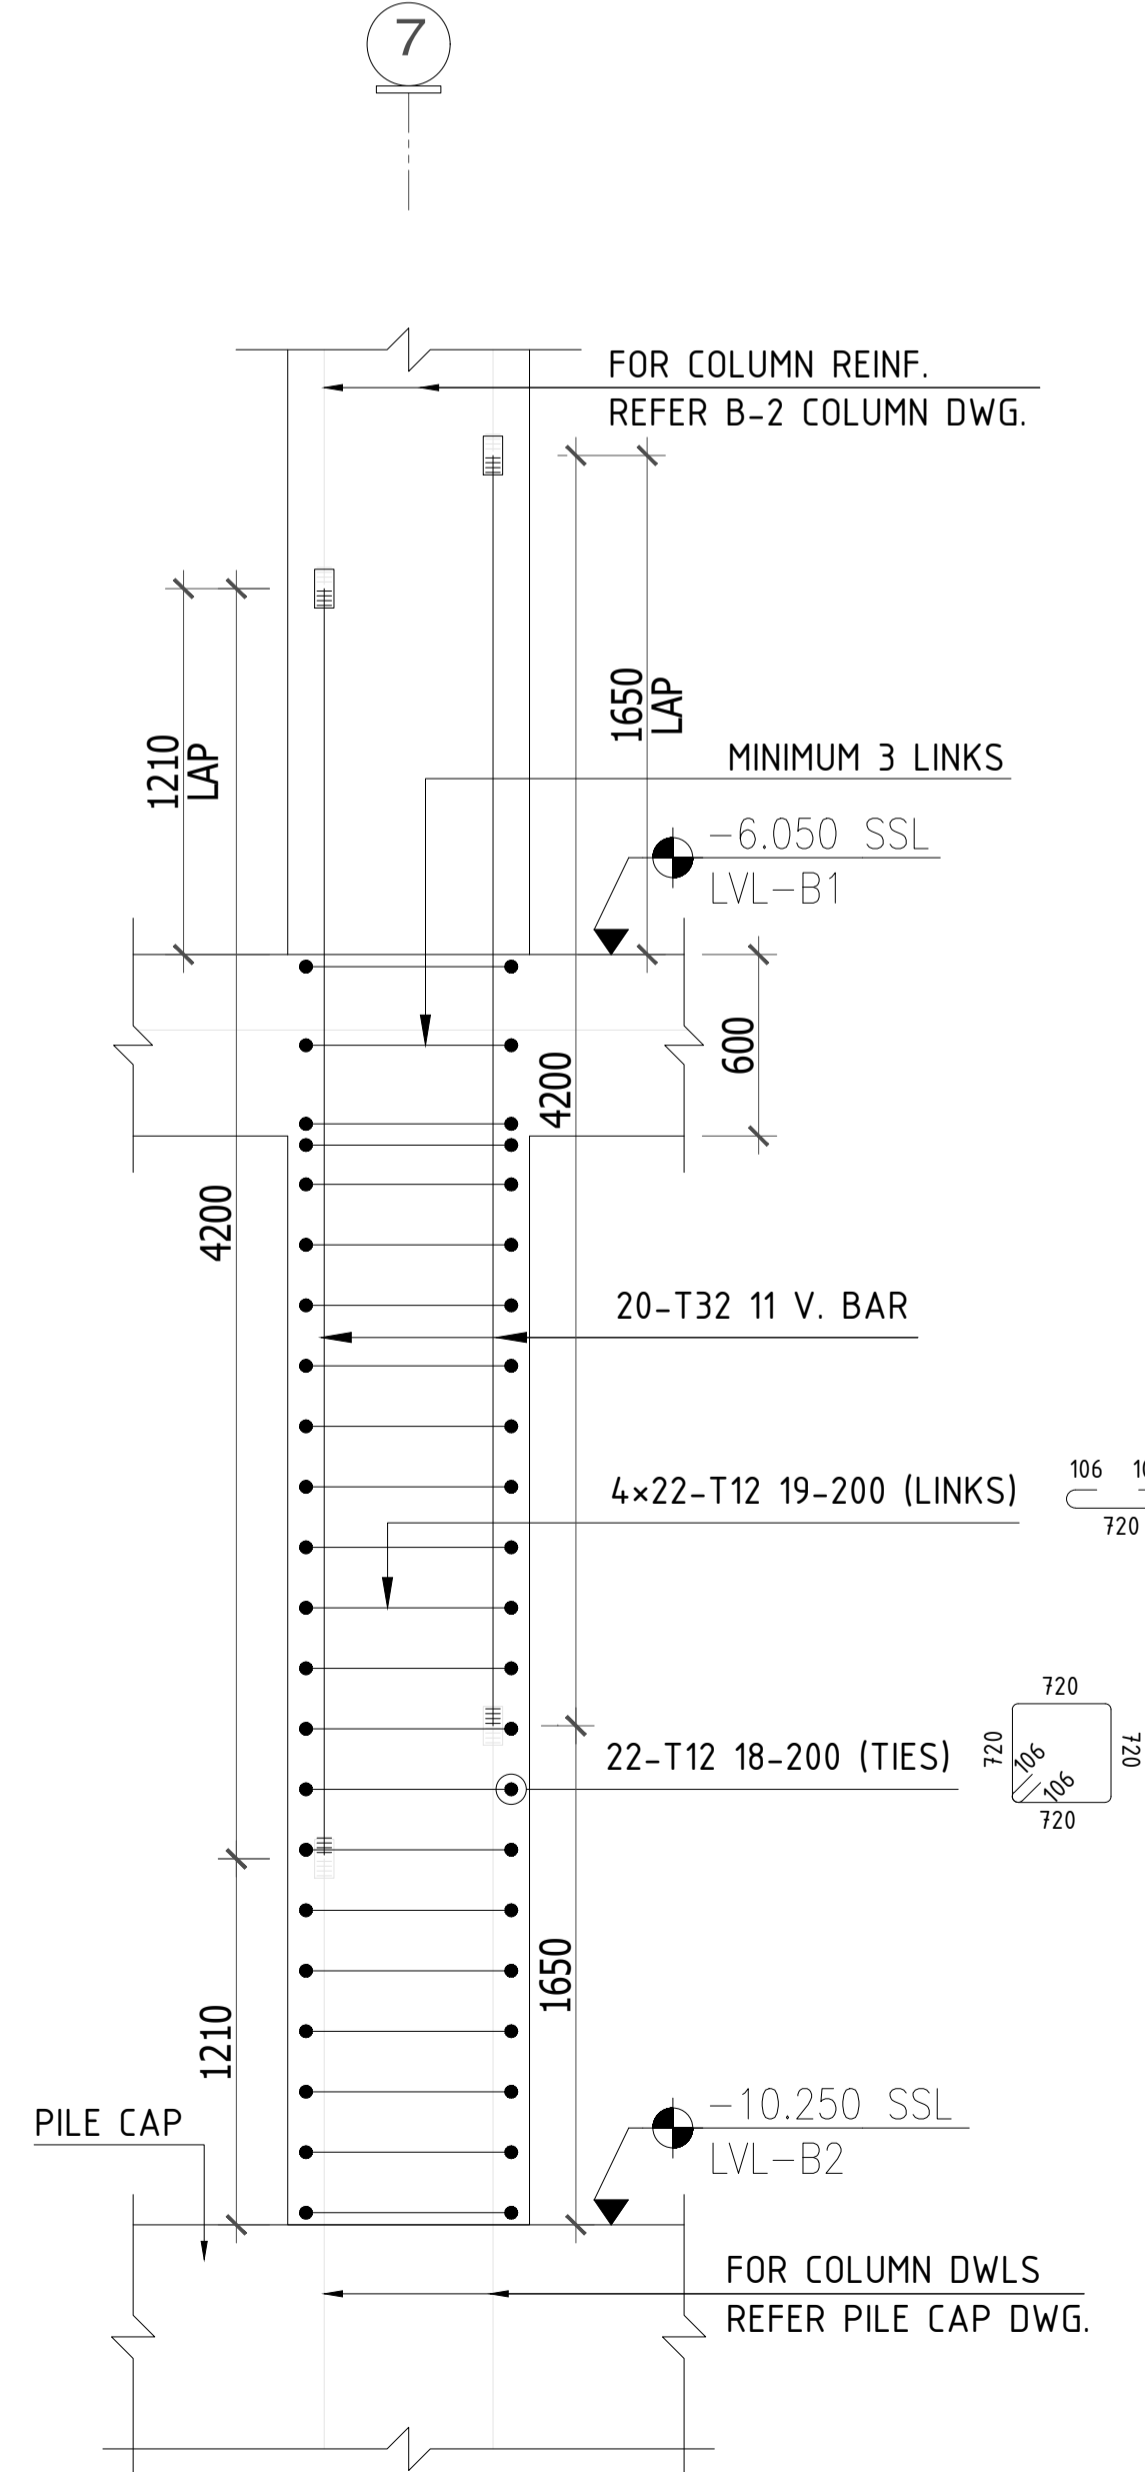 7
FOR COLUMN REINF.
REFER B-2 COLUMN DWG.
1210
LAP
1650
LAP
MINIMUM 3 LINKS
-6.050 SSL
LVL-B1
600
4200
4200
20-T32 11 V. BAR
4×22-T12 19-200 (LINKS)
106
720
22-T12 18-200 (TIES)
720
720
720
106
106
720
1650
1210
PILE CAP
-10.250 SSL
LVL-B2
FOR COLUMN DWLS
REFER PILE CAP DWG.